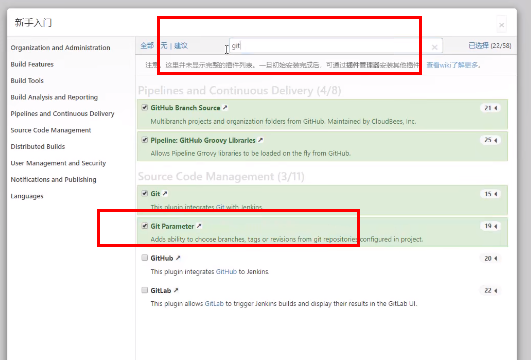 新手入门
Organization and Administration
Build Features
Build Tools
Build Analysis and Reporting
Pipelines and Continuous Delivery
Source Code Management
Distributed Builds
User Management and Security
Notifications and Publishing
Languages
全部 | 无 | 建议
git
已选择 (22/58)
注意，这里并未显示完整的插件列表。一旦初始安装完成后，可通过插件管理器安装其他插件，查看wiki了解更多。
Pipelines and Continuous Delivery (4/8)
GitHub Branch Source
21
Multibranch projects and organization folders from GitHub. Maintained by CloudBees, Inc.
Pipeline: GitHub Groovy Libraries
25
Allows Pipeline Grrovy libraries to be loaded on the fly from GitHub.
Source Code Management (3/11)
Git
15
This plugin integrates Git with Jenkins.
Git Parameter
19
Adds ability to choose branches, tags or revisions from git repositories configured in project.
GitHub
20
This plugin integrates GitHub to Jenkins.
GitLab
22
This plugin allows GitLab to trigger Jenkins builds and display their results in the GitLab UI.